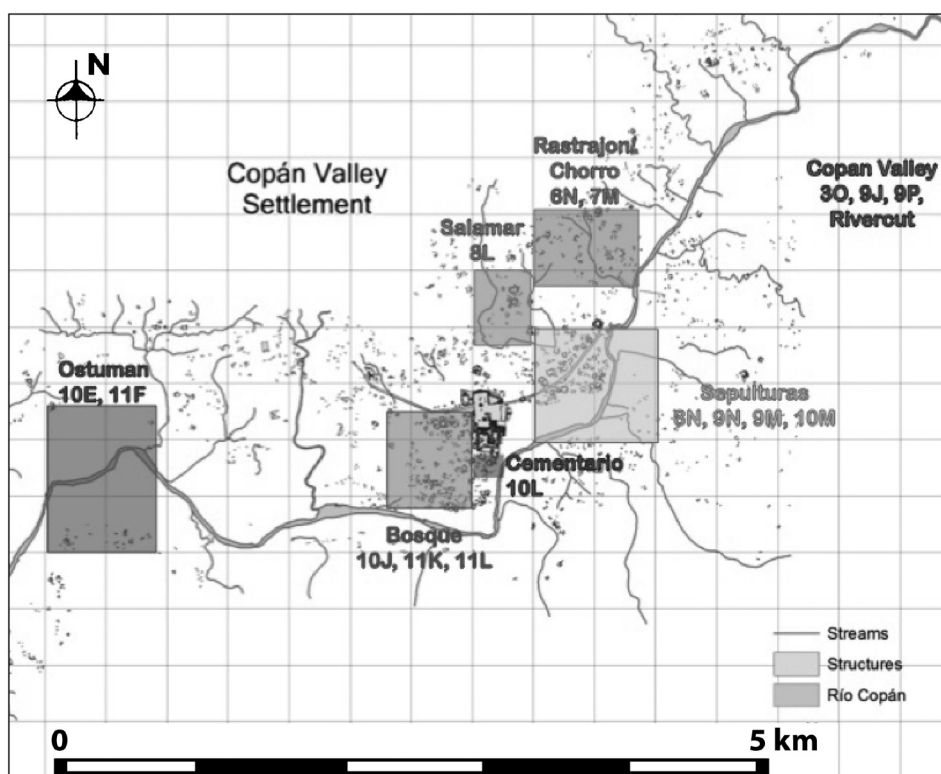 N
Copán Valley
Settlement
Rastrajon/
Chorro
6N, 7M
Copan Valley
3O, 9J, 9P,
Rivercut
Salamar
8L
Ostuman
10E, 11F
Sepulturas
8N, 9N, 9M, 10M
Cementario
10L
Bosque
10J, 11K, 11L
Streams
Structures
Río Copán
0
5 km